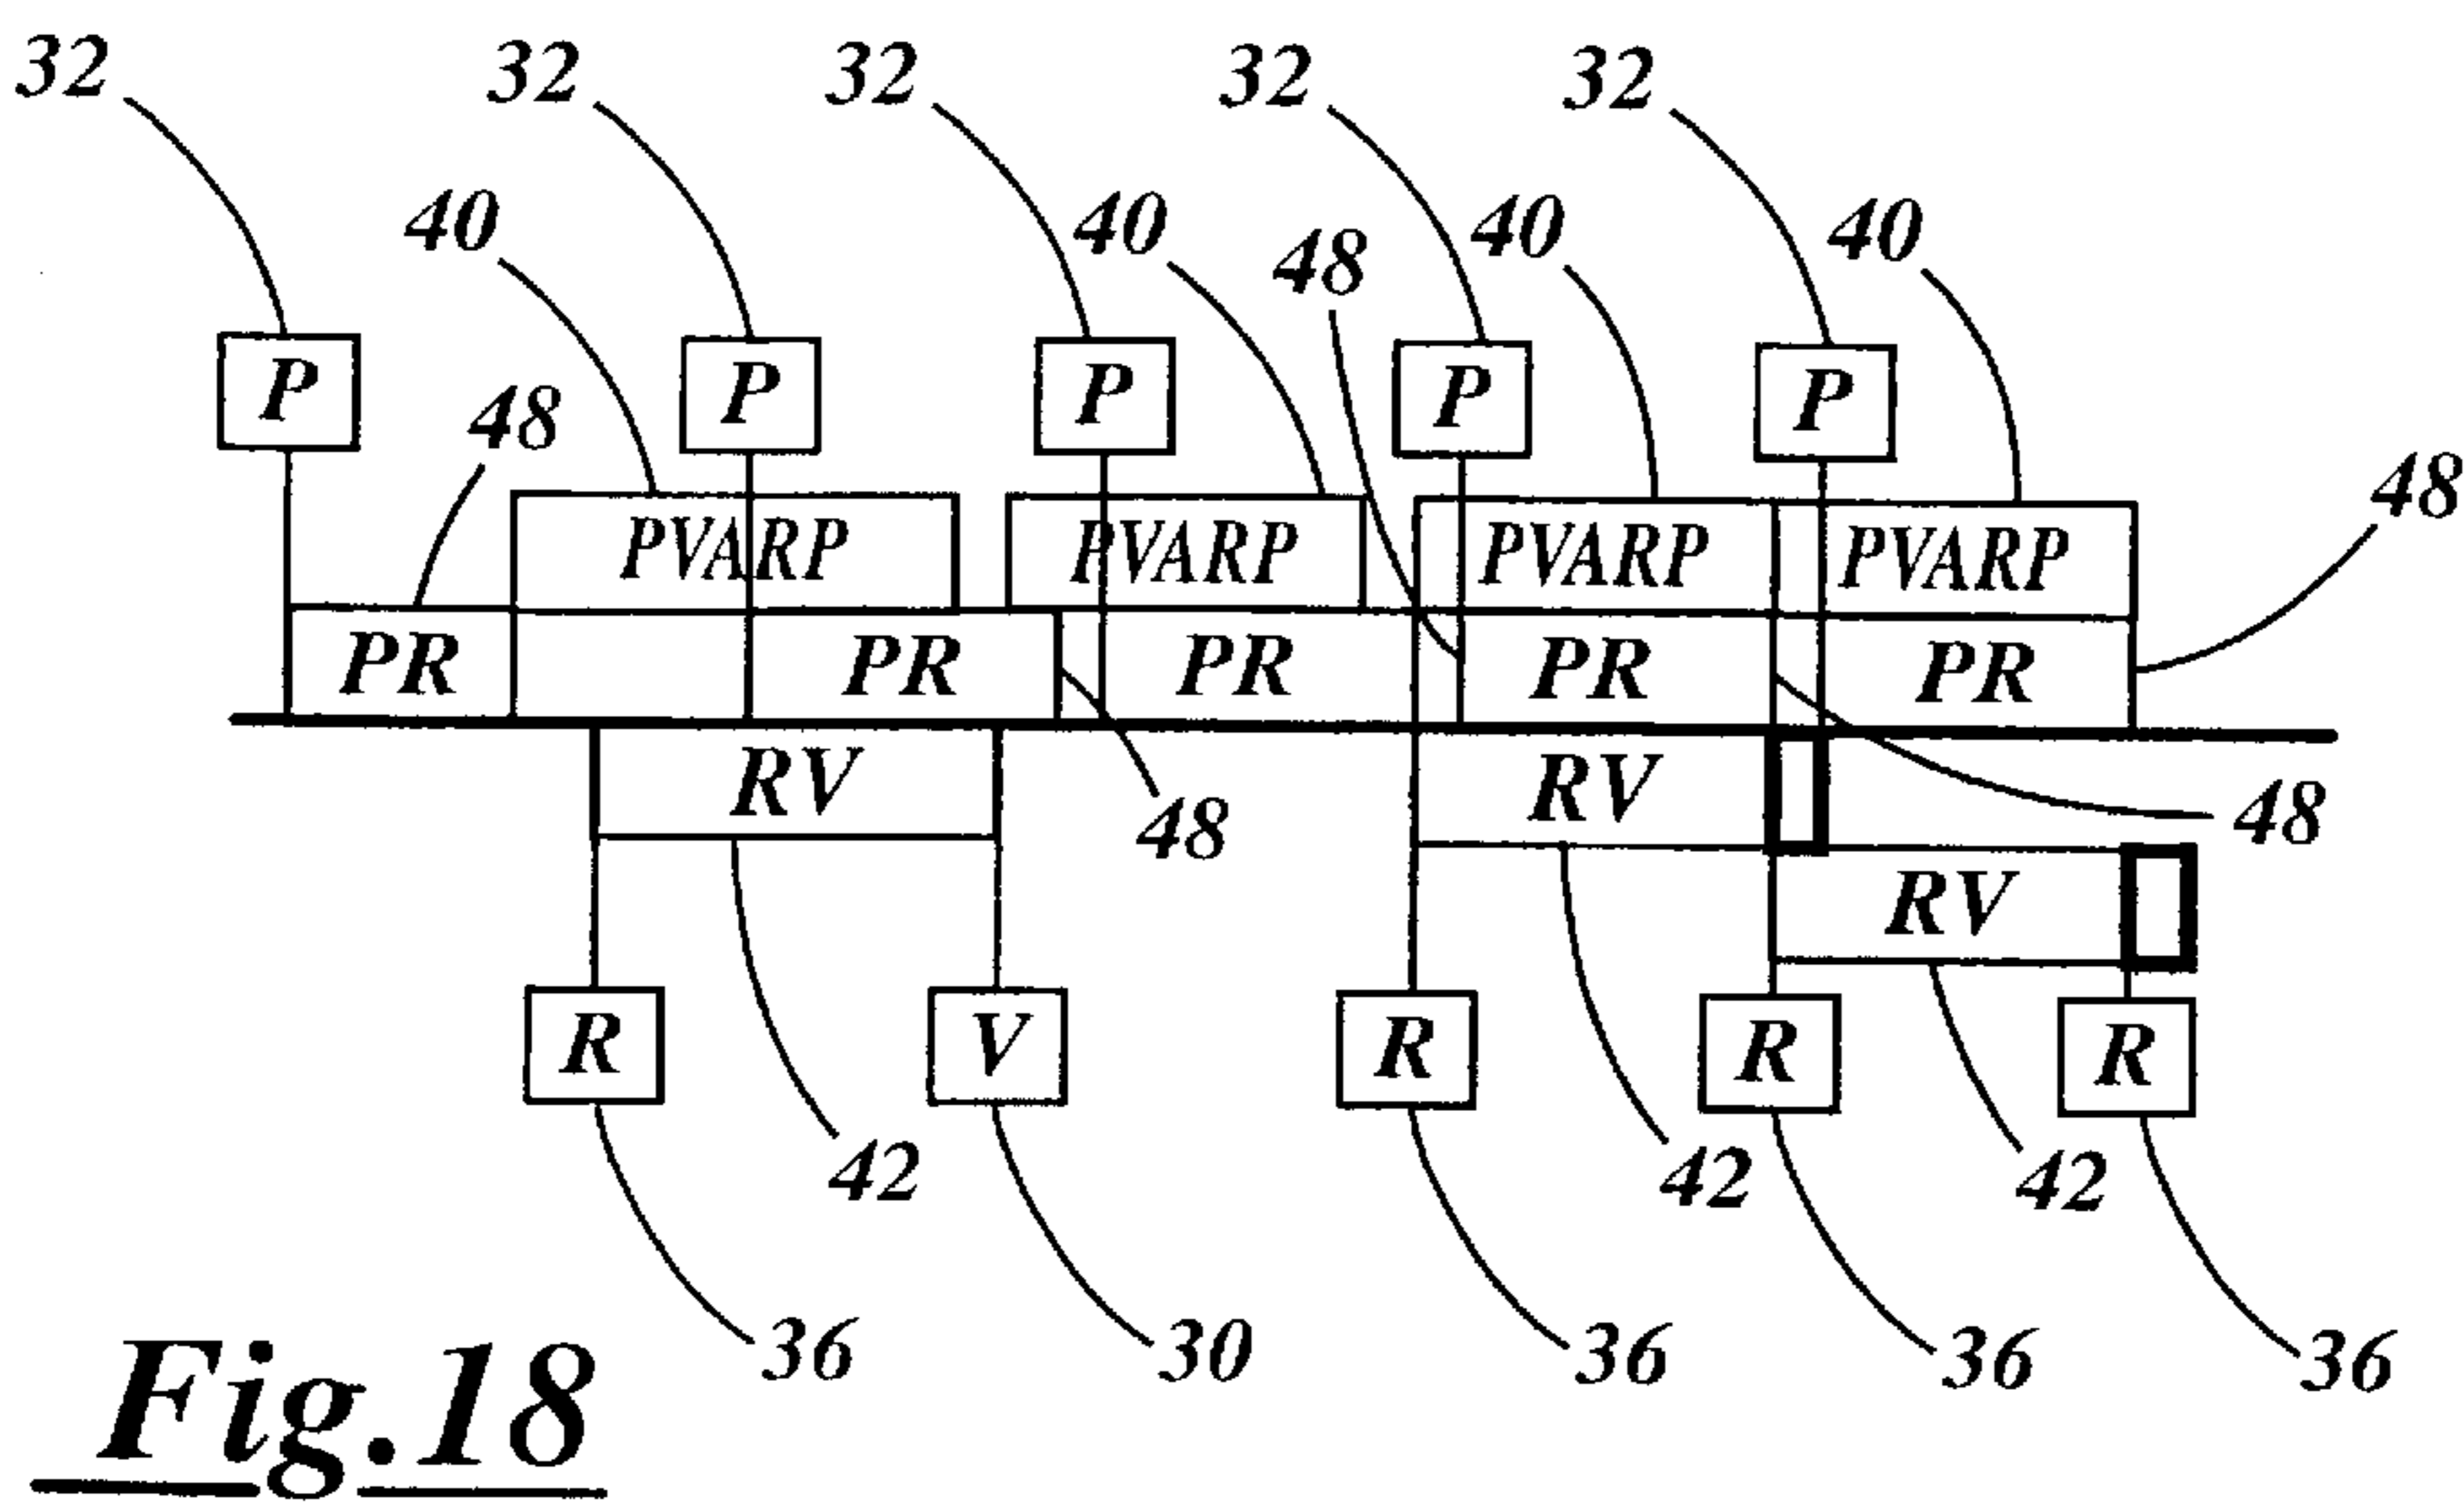 32 32 32 32 32
40 40 48 40 40
P P P P P
48 48
PVARP PVARP PVARP PVARP
PR PR PR PR PR
RV RV
48 48
RV
R V R R R
42 42 42
36 30 36 36 36
Fig.18